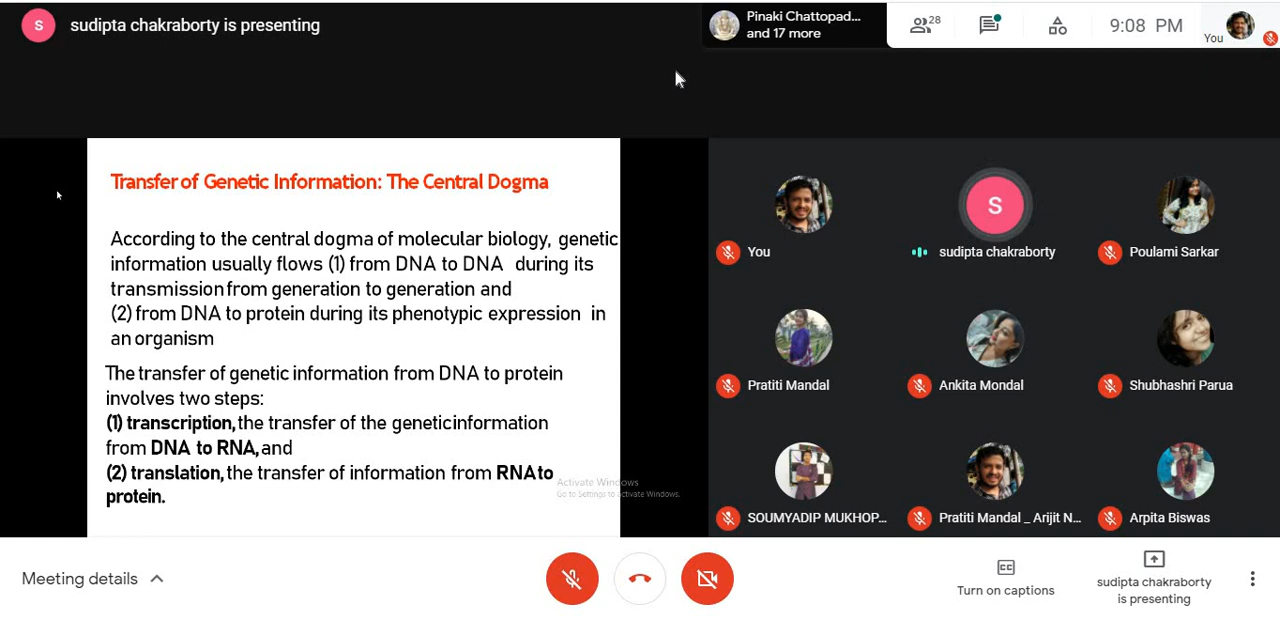 S
sudipta chakraborty is presenting
Pinaki Chattopad...
and 17 more
28
9:08 PM
You
Transfer of Genetic Information: The Central Dogma
According to the central dogma of molecular biology, genetic
information usually flows (1) from DNA to DNA during its
transmission from generation to generation and
(2) from DNA to protein during its phenotypic expression in
an organism
The transfer of genetic information from DNA to protein
involves two steps:
(1) transcription, the transfer of the genetic information
from DNA to RNA, and
(2) translation, the transfer of information from RNA to
protein.
Activate Windows
Go to Settings to activate Windows.
You
S
sudipta chakraborty
Poulami Sarkar
Pratiti Mandal
Ankita Mondal
Shubhashri Parua
SOUMYADIP MUKHOP...
Pratiti Mandal _ Arijit N...
Arpita Biswas
Meeting details
CC
Turn on captions
sudipta chakraborty
is presenting